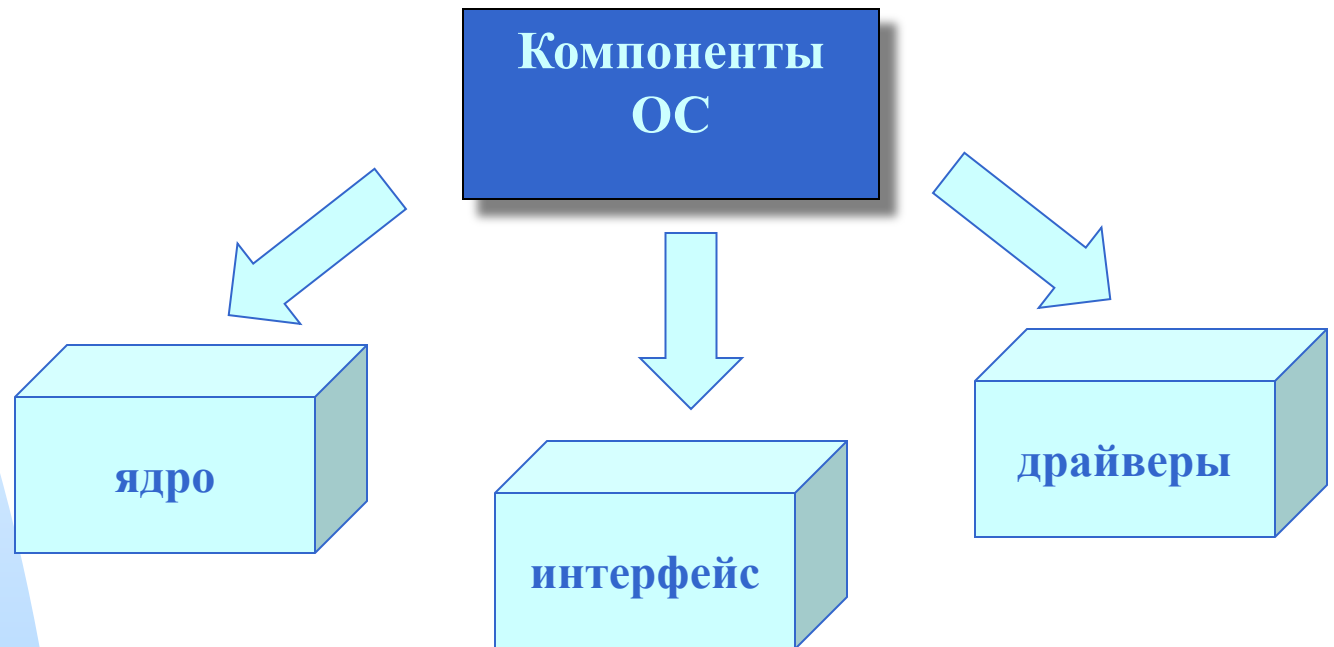 Компоненты
ОС
ядро
интерфейс
драйверы